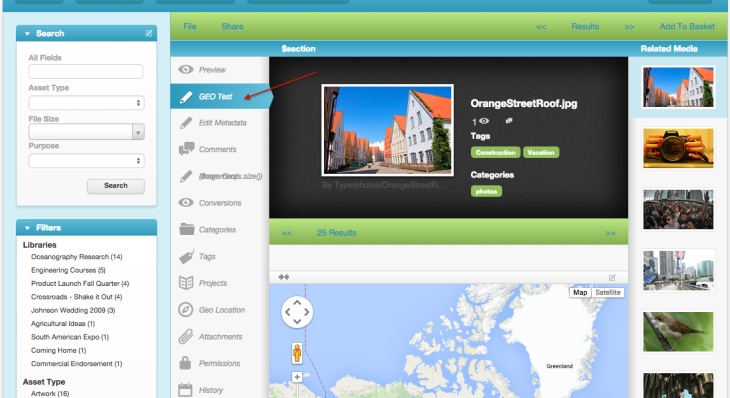 Search
All Fields
Asset Type
File Size
Purpose
Search
Filters
Libraries
Oceanography Research (14)
Engineering Courses (5)
Product Launch Fall Quarter (4)
Crossroads - Shake it Out (4)
Johnson Wedding 2009 (3)
Agricultural Ideas (1)
South American Expo (1)
Coming Home (1)
Commercial Endorsement (1)
Asset Type
Artwork (16)
File Share << Results >> Add To Basket
$section
Related Media
Preview
GEO Test
Edit Metadata
Comments
Conversions
Categories
Tags
Projects
Geo Location
Attachments
Permissions
History
OrangeStreetRoof.jpg
1
Tags
Construction Vacation
Categories
photos
By Type/photos/OrangeStreetR...
<< 25 Results >>
Map Satellite
Greenland